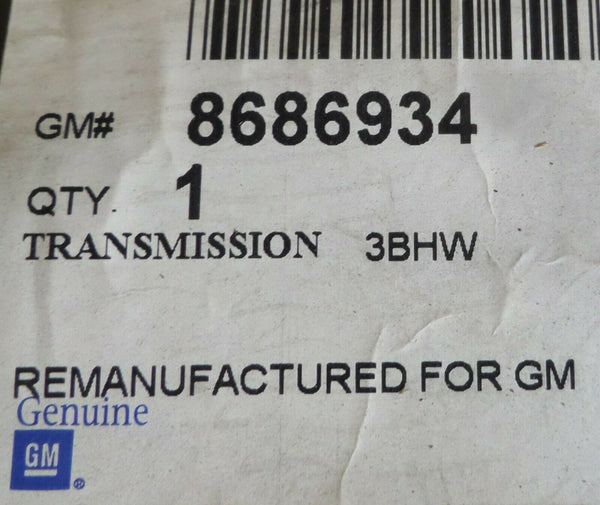 GM# 8686934
QTY. 1
TRANSMISSION 3BHW
REMANUFACTURED FOR GM
Genuine
GM®